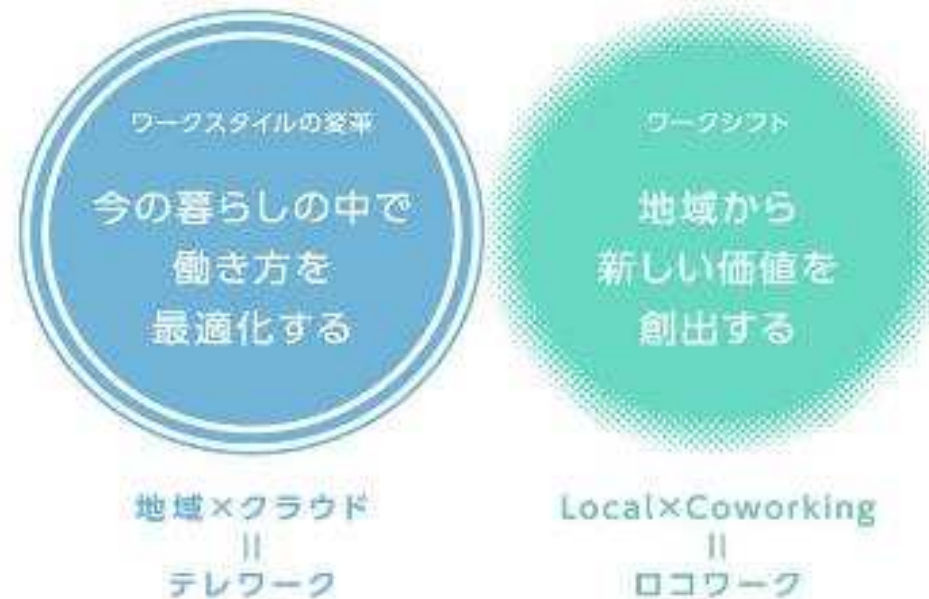 ワークスタイルの変革
今の暮らしの中で
働き方を
最適化する
地域×クラウド
||
テレワーク
ワークシフト
地域から
新しい価値を
創出する
Local×Coworking
||
ロコワーク